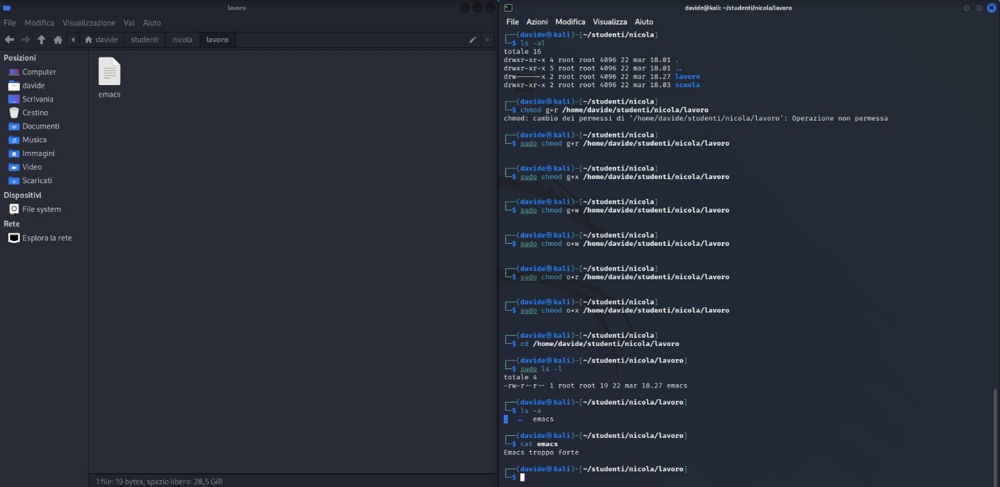 lavoro
File Modifica Visualizzazione Vai Aiuto
davide studenti nicola lavoro
Posizioni
Computer
davide
Scrivania
Cestino
Documenti
Musica
Immagini
Video
Scaricati
Dispositivi
File system
Rete
Esplora la rete
emacs
1 file: 19 bytes, spazio libero: 28,5 GiB
davide@kali: ~/studenti/nicola/lavoro
File Azioni Modifica Visualizza Aiuto
┌──(davide㉿kali)-[~/studenti/nicola]
└─$ ls -al
totale 16
drwxr-xr-x 4 root root 4096 22 mar 18.01 .
drwxr-xr-x 5 root root 4096 22 mar 18.01 ..
drw------x 2 root root 4096 22 mar 18.27 lavoro
drwxr-xr-x 2 root root 4096 22 mar 18.03 scuola
┌──(davide㉿kali)-[~/studenti/nicola]
└─$ chmod g+r /home/davide/studenti/nicola/lavoro
chmod: cambio dei permessi di '/home/davide/studenti/nicola/lavoro': Operazione non permessa
┌──(davide㉿kali)-[~/studenti/nicola]
└─$ sudo chmod g+r /home/davide/studenti/nicola/lavoro
┌──(davide㉿kali)-[~/studenti/nicola]
└─$ sudo chmod g+x /home/davide/studenti/nicola/lavoro
┌──(davide㉿kali)-[~/studenti/nicola]
└─$ sudo chmod g+w /home/davide/studenti/nicola/lavoro
┌──(davide㉿kali)-[~/studenti/nicola]
└─$ sudo chmod o+w /home/davide/studenti/nicola/lavoro
┌──(davide㉿kali)-[~/studenti/nicola]
└─$ sudo chmod o+r /home/davide/studenti/nicola/lavoro
┌──(davide㉿kali)-[~/studenti/nicola]
└─$ sudo chmod o+x /home/davide/studenti/nicola/lavoro
┌──(davide㉿kali)-[~/studenti/nicola]
└─$ cd /home/davide/studenti/nicola/lavoro
┌──(davide㉿kali)-[~/studenti/nicola/lavoro]
└─$ sudo ls -l
totale 4
-rw-r--r-- 1 root root 19 22 mar 18.27 emacs
┌──(davide㉿kali)-[~/studenti/nicola/lavoro]
└─$ ls -a
. .. emacs
┌──(davide㉿kali)-[~/studenti/nicola/lavoro]
└─$ cat emacs
Emacs troppo forte
┌──(davide㉿kali)-[~/studenti/nicola/lavoro]
└─$